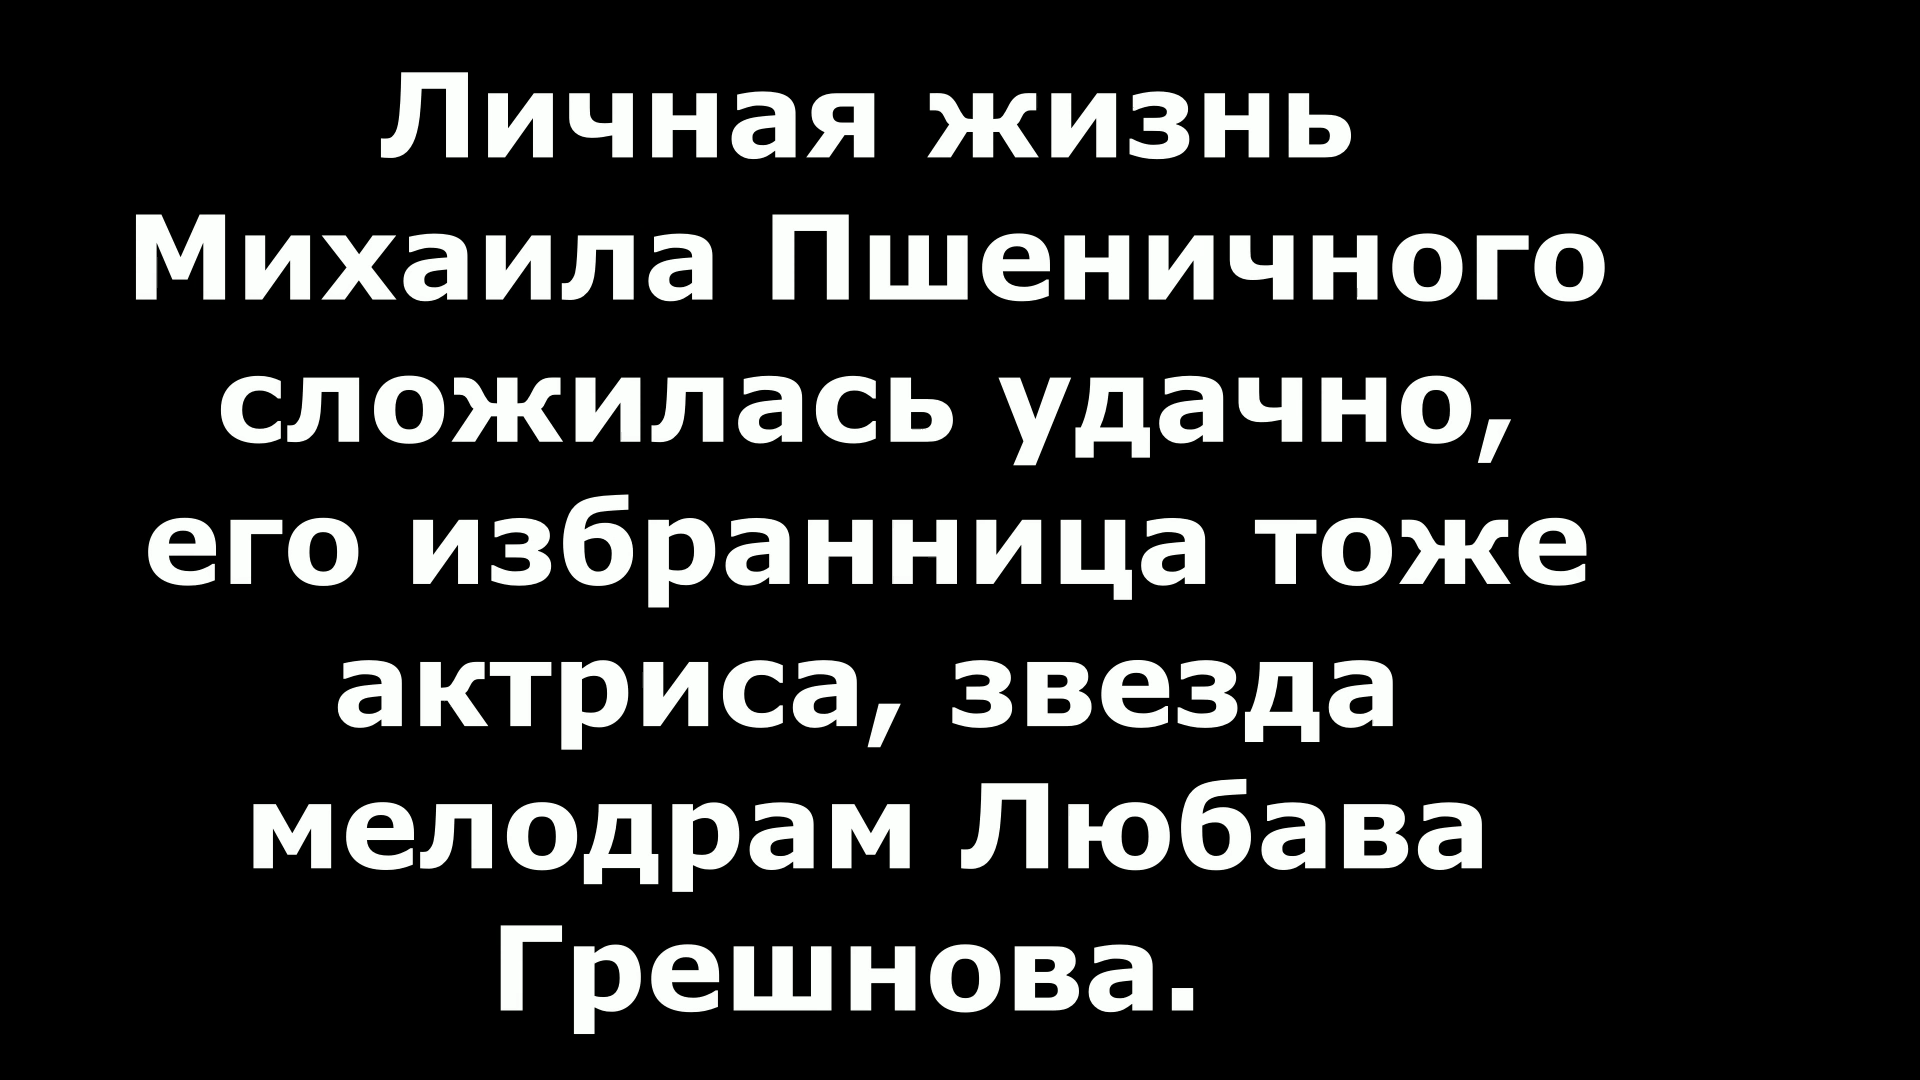 Личная жизнь
Михаила Пшеничного
сложилась удачно,
его избранница тоже
актриса, звезда
мелодрам Любава
Грешнова.